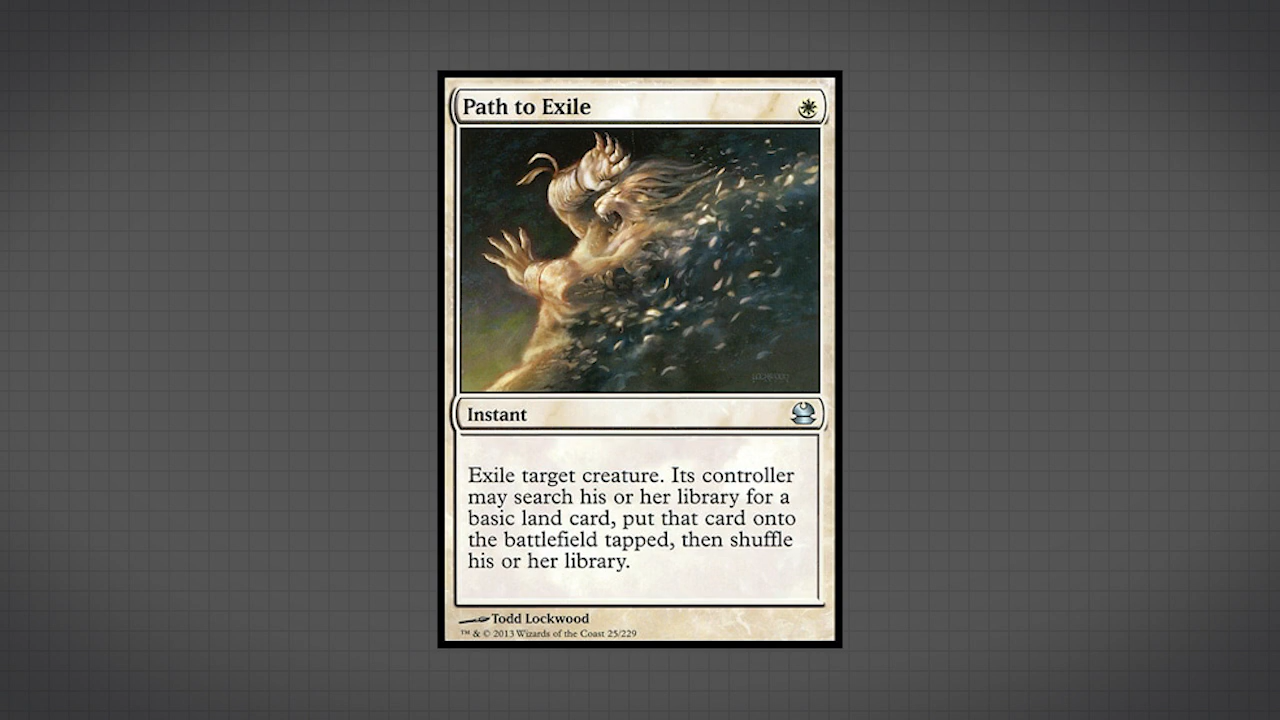 Path to Exile
Instant
Exile target creature. Its controller
may search his or her library for a
basic land card, put that card onto
the battlefield tapped, then shuffle
his or her library.
Todd Lockwood
™ & © 2013 Wizards of the Coast 25/229